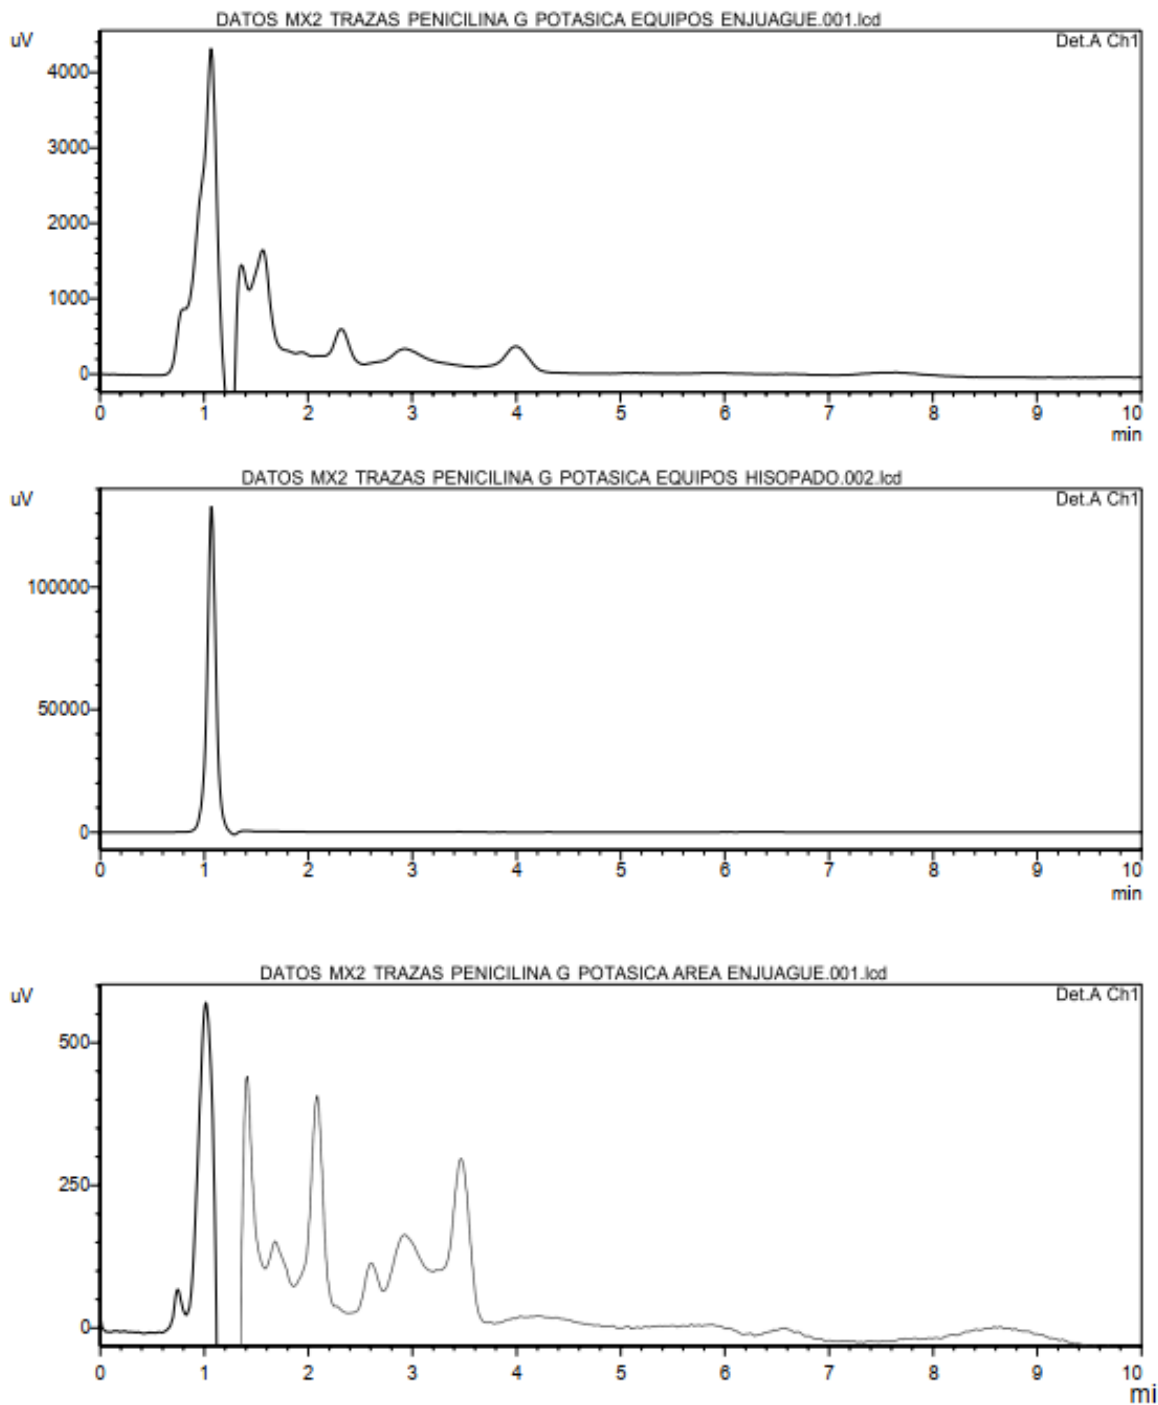 DATOS MX2 TRAZAS PENICILINA G POTASICA EQUIPOS ENJUAGUE.001.lcd
uV
Det.A Ch1
4000
3000
2000
1000
0
0 1 2 3 4 5 6 7 8 9 10
min
DATOS MX2 TRAZAS PENICILINA G POTASICA EQUIPOS HISOPADO.002.lcd
uV
Det.A Ch1
100000
50000
0
0 1 2 3 4 5 6 7 8 9 10
min
DATOS MX2 TRAZAS PENICILINA G POTASICA AREA ENJUAGUE.001.lcd
uV
Det.A Ch1
500
250
0
0 1 2 3 4 5 6 7 8 9 10
mi